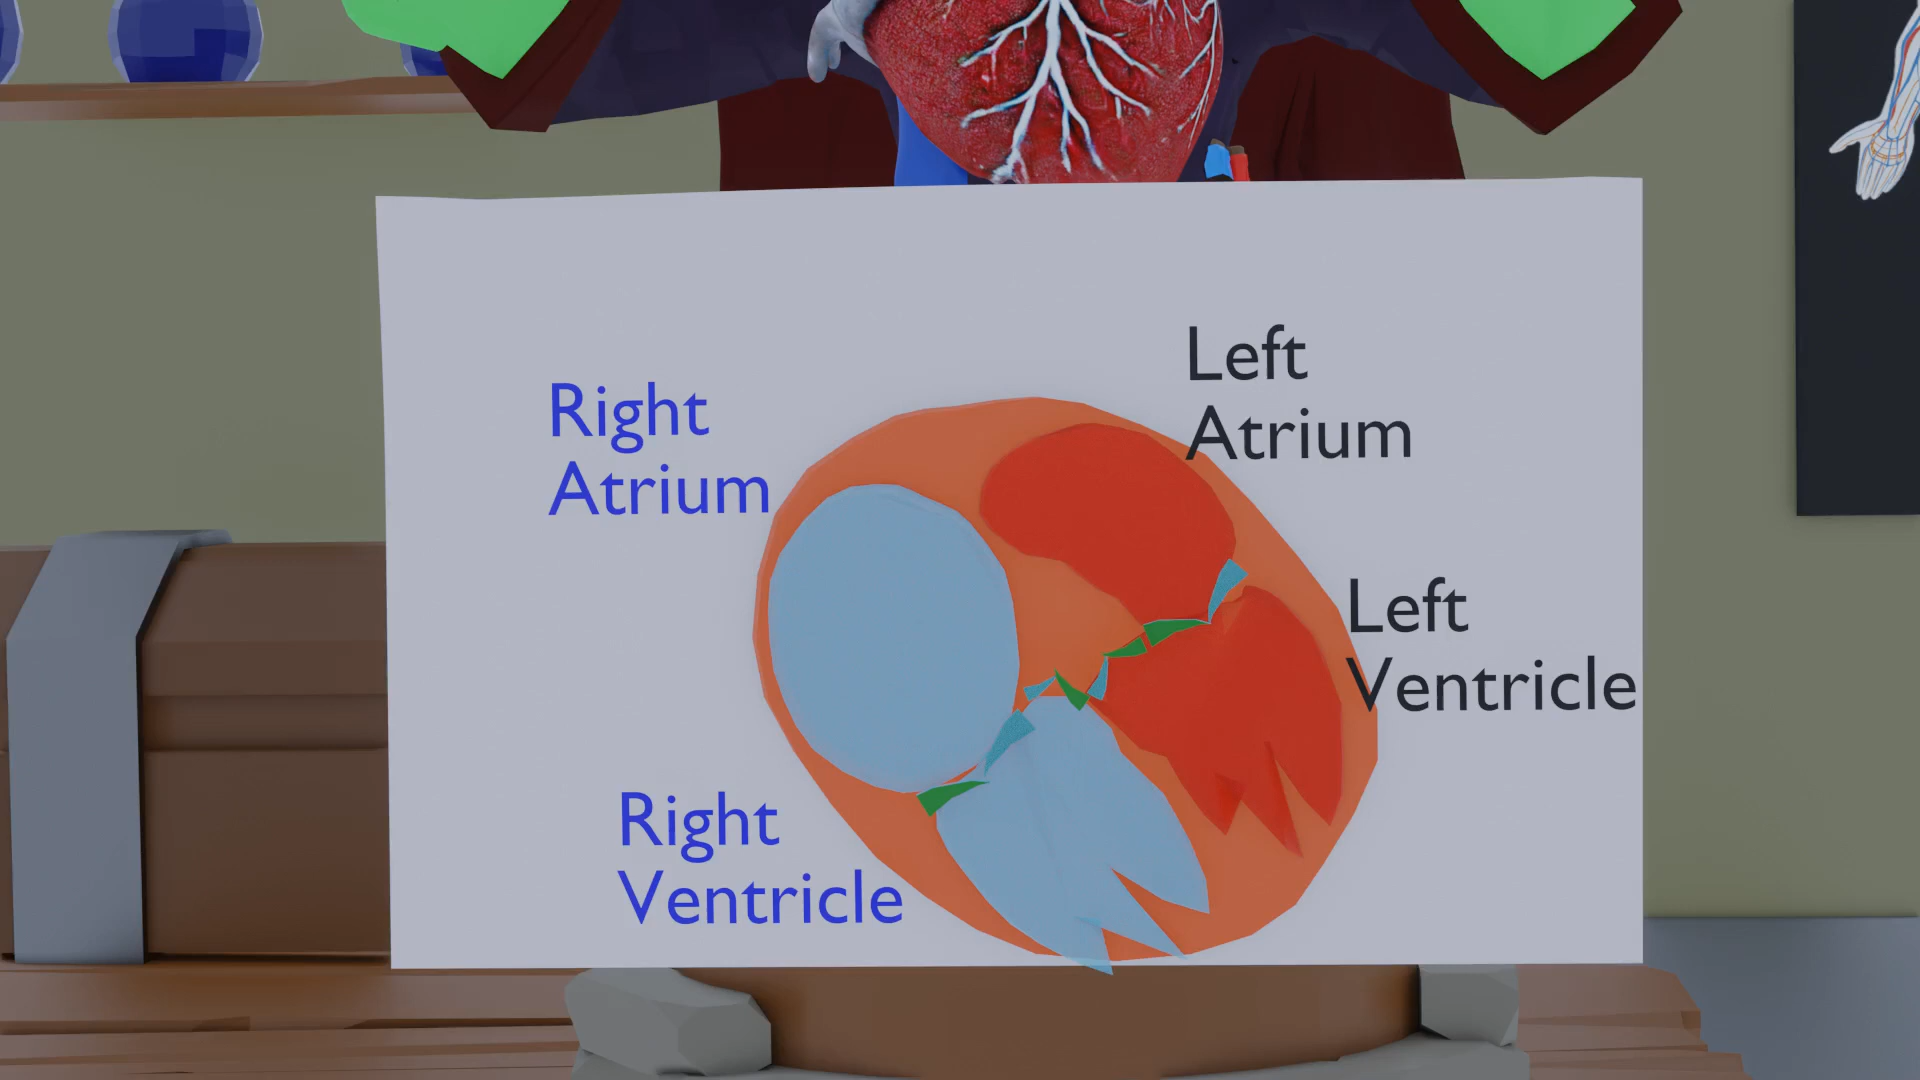 Right
Atrium
Left
Atrium
Left
Ventricle
Right
Ventricle